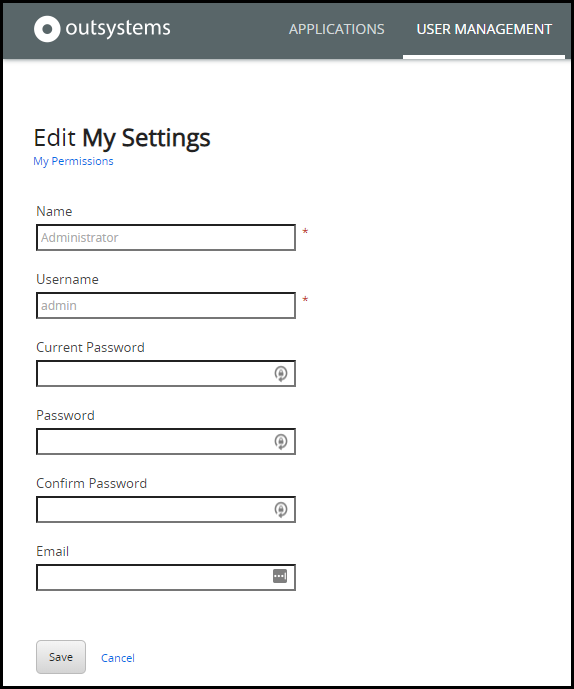 outsystems APPLICATIONS USER MANAGEMENT
Edit My Settings
My Permissions
Name
Administrator *
Username
admin *
Current Password
Password
Confirm Password
Email
Save Cancel